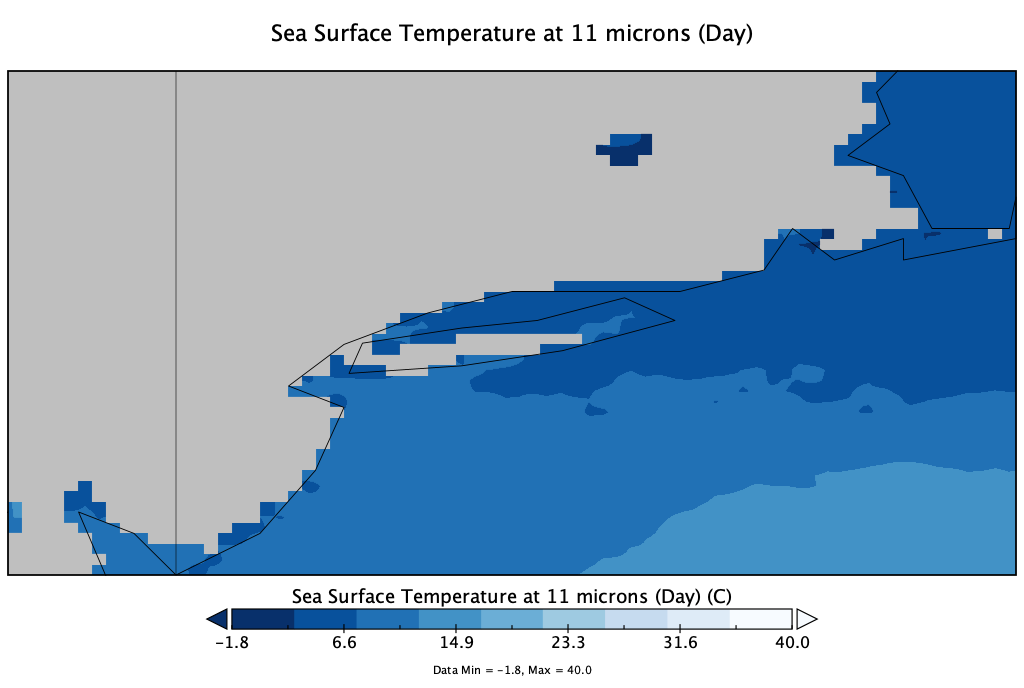 Sea Surface Temperature at 11 microns (Day)
Sea Surface Temperature at 11 microns (Day) (C)
−1.8 6.6 14.9 23.3 31.6 40.0
Data Min = −1.8, Max = 40.0